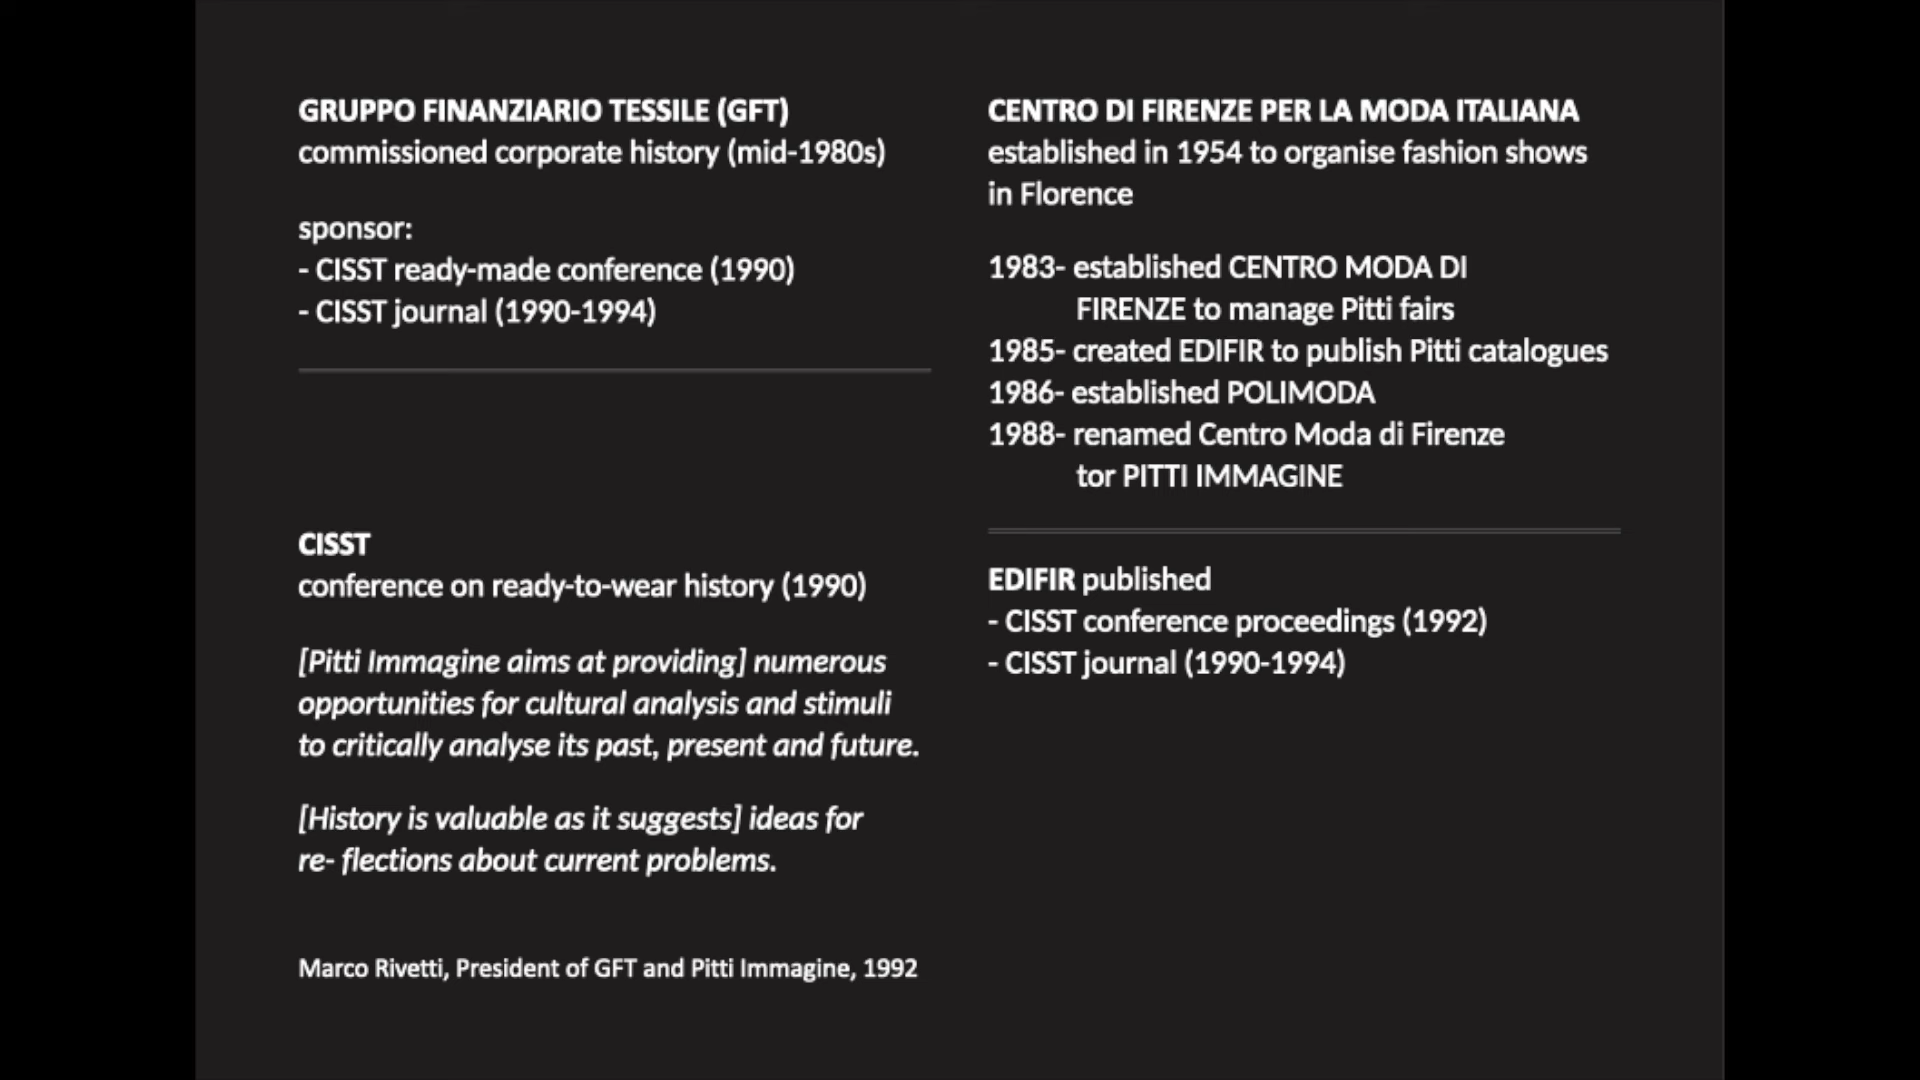 GRUPPO FINANZIARIO TESSILE (GFT)
commissioned corporate history (mid-1980s)
sponsor:
- CISST ready-made conference (1990)
- CISST journal (1990-1994)
CISST
conference on ready-to-wear history (1990)
[Pitti Immagine aims at providing] numerous
opportunities for cultural analysis and stimuli
to critically analyse its past, present and future.
[History is valuable as it suggests] ideas for
re- flections about current problems.
Marco Rivetti, President of GFT and Pitti Immagine, 1992
CENTRO DI FIRENZE PER LA MODA ITALIANA
established in 1954 to organise fashion shows
in Florence
1983- established CENTRO MODA DI
FIRENZE to manage Pitti fairs
1985- created EDIFIR to publish Pitti catalogues
1986- established POLIMODA
1988- renamed Centro Moda di Firenze
tor PITTI IMMAGINE
EDIFIR published
- CISST conference proceedings (1992)
- CISST journal (1990-1994)